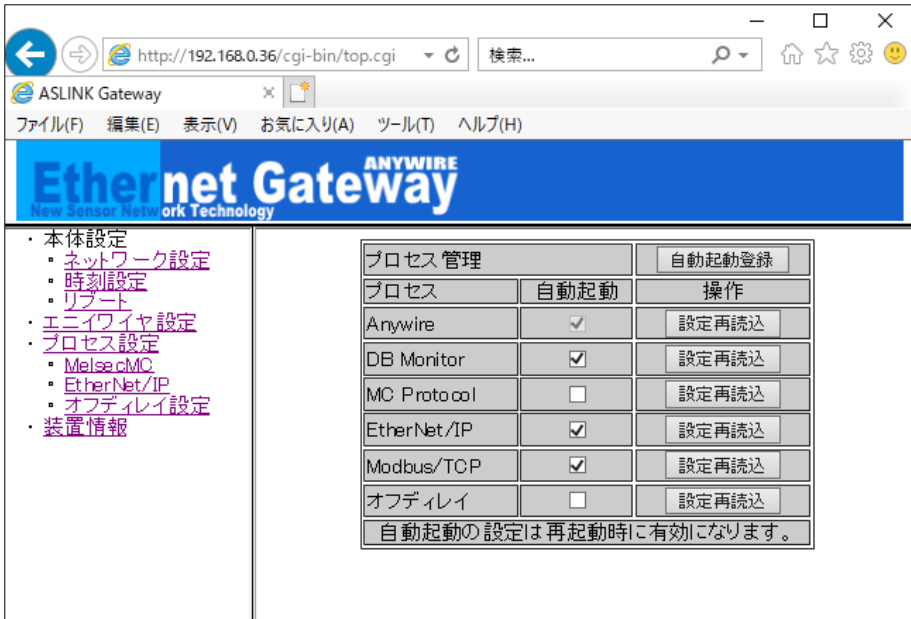 http://192.168.0.36/cgi-bin/top.cgi
検索...
ASLINK Gateway
ファイル(F) 編集(E) 表示(V) お気に入り(A) ツール(T) ヘルプ(H)
Ethernet Gateway ANYWIRE
New Sensor Network Technology
・本体設定
ネットワーク設定
時刻設定
リブート
・エニイワイヤ設定
・プロセス設定
MelsecMC
EtherNet/IP
オフディレイ設定
・装置情報
プロセス管理 自動起動登録
プロセス 自動起動 操作
Anywire 設定再読込
DB Monitor 設定再読込
MC Protocol 設定再読込
EtherNet/IP 設定再読込
Modbus/TCP 設定再読込
オフディレイ 設定再読込
自動起動の設定は再起動時に有効になります。